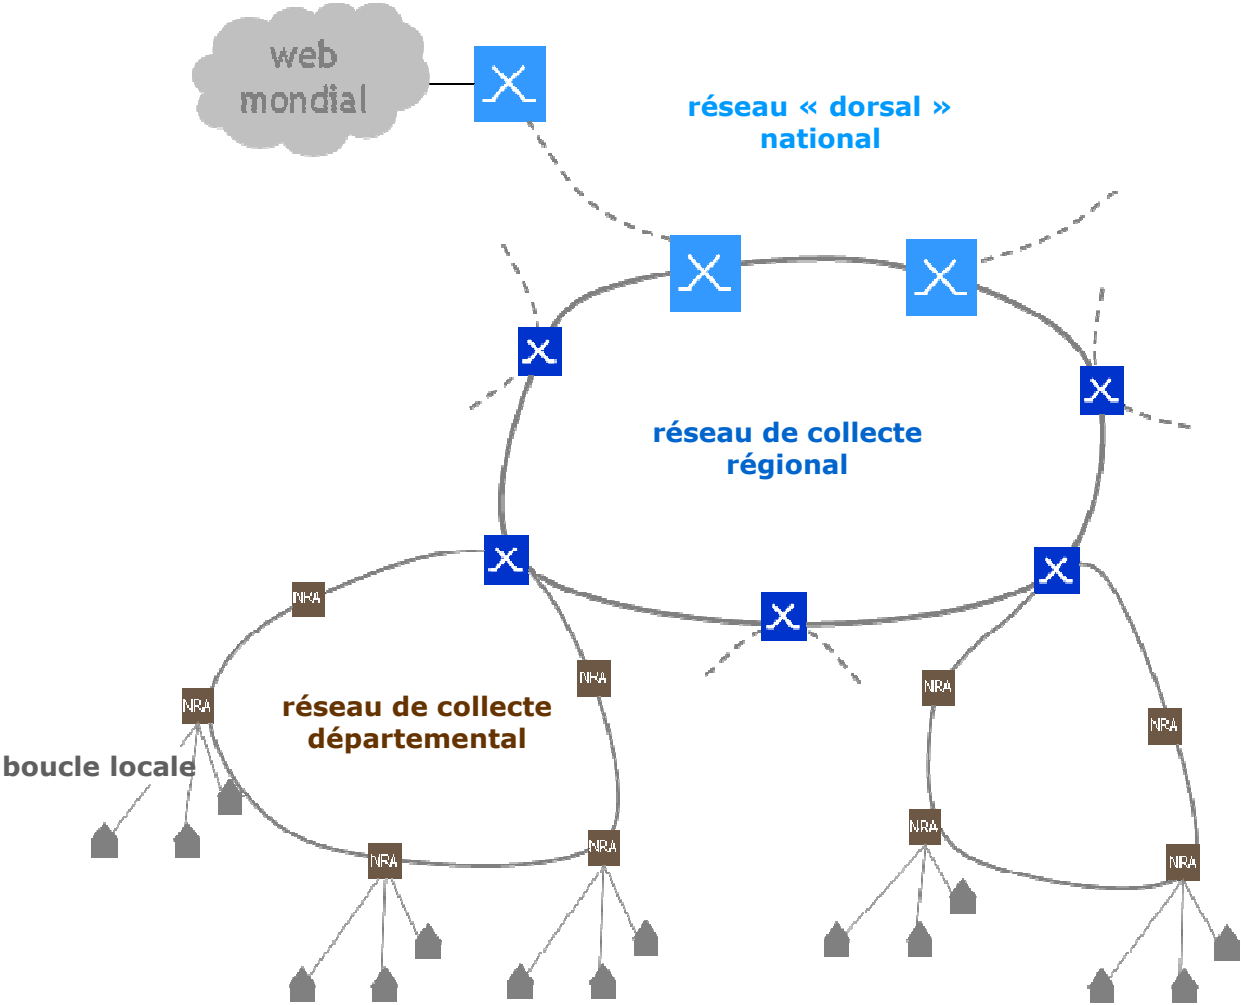 web
mondial
réseau « dorsal »
national
réseau de collecte
régional
NRA
NRA
NRA
NRA
réseau de collecte
départemental
NRA
boucle locale
NRA
NRA
NRA
NRA